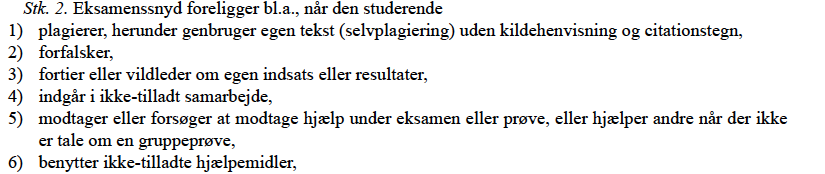 Stk. 2. Eksamenssnyd foreligger bl.a., når den studerende
1) plagierer, herunder genbruger egen tekst (selvplagiering) uden kildehenvisning og citationstegn,
2) forfalsker,
3) fortier eller vildleder om egen indsats eller resultater,
4) indgår i ikke-tilladt samarbejde,
5) modtager eller forsøger at modtage hjælp under eksamen eller prøve, eller hjælper andre når der ikke
er tale om en gruppeprøve,
6) benytter ikke-tilladte hjælpemidler,